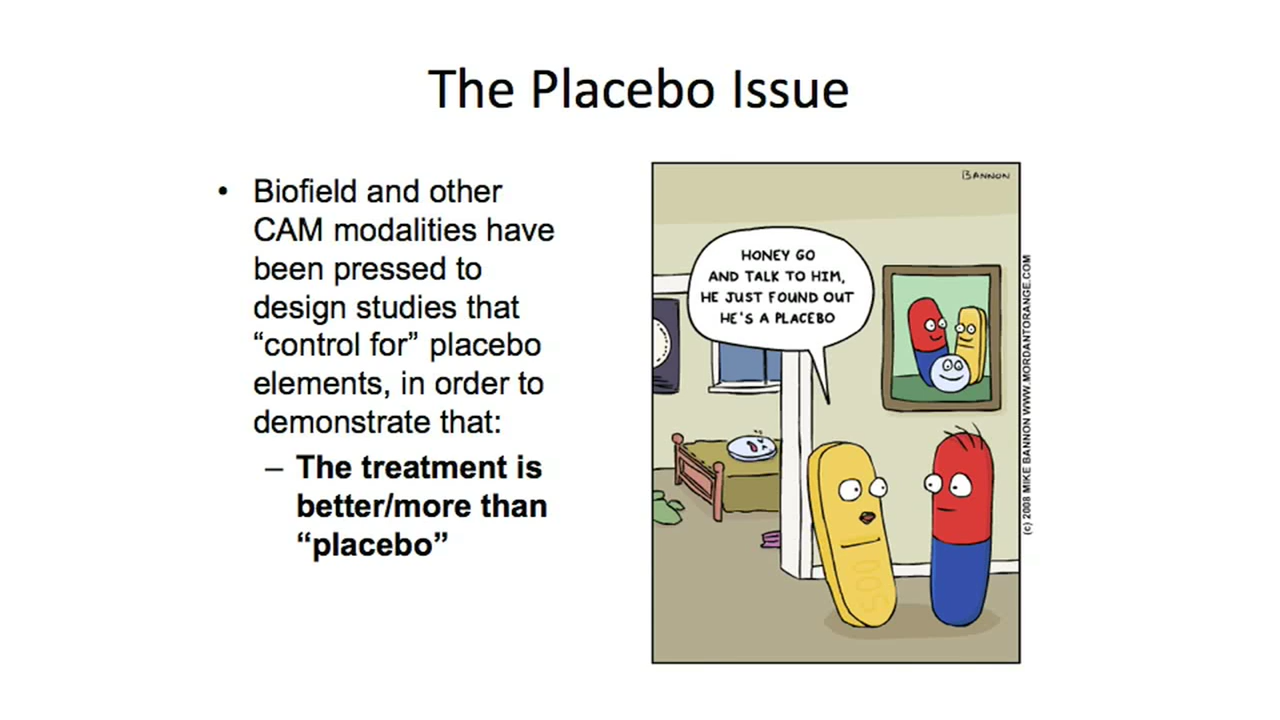 The Placebo Issue
• Biofield and other
CAM modalities have
been pressed to
design studies that
“control for” placebo
elements, in order to
demonstrate that:
– The treatment is
better/more than
“placebo”
BANNON
HONEY GO
AND TALK TO HIM,
HE JUST FOUND OUT
HE'S A PLACEBO
500
(c) 2008 MIKE BANNON WWW.MORDANTORANGE.COM